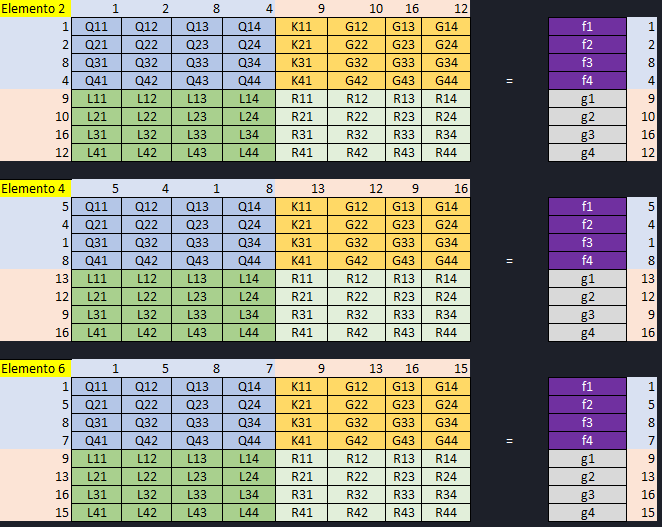 Elemento 2 1 2 8 4 9 10 16 12
1 Q11 Q12 Q13 Q14 K11 G12 G13 G14 f1 1
2 Q21 Q22 Q23 Q24 K21 G22 G23 G24 f2 2
8 Q31 Q32 Q33 Q34 K31 G32 G33 G34 = f3 8
4 Q41 Q42 Q43 Q44 K41 G42 G43 G44 f4 4
9 L11 L12 L13 L14 R11 R12 R13 R14 g1 9
10 L21 L22 L23 L24 R21 R22 R23 R24 g2 10
16 L31 L32 L33 L34 R31 R32 R33 R34 g3 16
12 L41 L42 L43 L44 R41 R42 R43 R44 g4 12
Elemento 4 5 4 1 8 13 12 9 16
5 Q11 Q12 Q13 Q14 K11 G12 G13 G14 f1 5
4 Q21 Q22 Q23 Q24 K21 G22 G23 G24 f2 4
1 Q31 Q32 Q33 Q34 K31 G32 G33 G34 f3 1
8 Q41 Q42 Q43 Q44 K41 G42 G43 G44 = f4 8
13 L11 L12 L13 L14 R11 R12 R13 R14 g1 13
12 L21 L22 L23 L24 R21 R22 R23 R24 g2 12
9 L31 L32 L33 L34 R31 R32 R33 R34 g3 9
16 L41 L42 L43 L44 R41 R42 R43 R44 g4 16
Elemento 6 1 5 8 7 9 13 16 15
1 Q11 Q12 Q13 Q14 K11 G12 G13 G14 f1 1
5 Q21 Q22 Q23 Q24 K21 G22 G23 G24 f2 5
8 Q31 Q32 Q33 Q34 K31 G32 G33 G34 f3 8
7 Q41 Q42 Q43 Q44 K41 G42 G43 G44 = f4 7
9 L11 L12 L13 L14 R11 R12 R13 R14 g1 9
13 L21 L22 L23 L24 R21 R22 R23 R24 g2 13
16 L31 L32 L33 L34 R31 R32 R33 R34 g3 16
15 L41 L42 L43 L44 R41 R42 R43 R44 g4 15